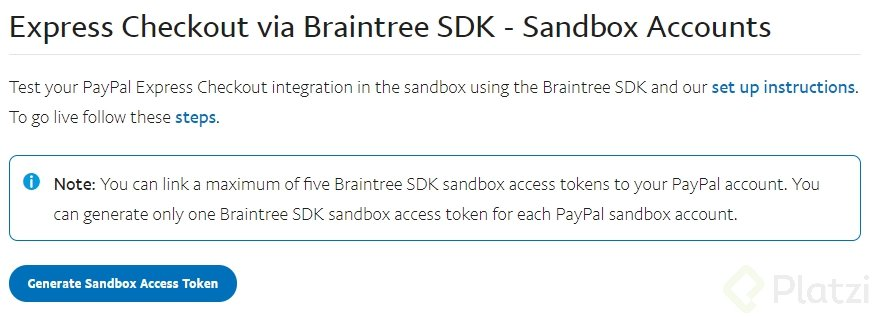 Express Checkout via Braintree SDK - Sandbox Accounts
Test your PayPal Express Checkout integration in the sandbox using the Braintree SDK and our set up instructions.
To go live follow these steps.
Note: You can link a maximum of five Braintree SDK sandbox access tokens to your PayPal account. You
can generate only one Braintree SDK sandbox access token for each PayPal sandbox account.
Generate Sandbox Access Token
Platzi